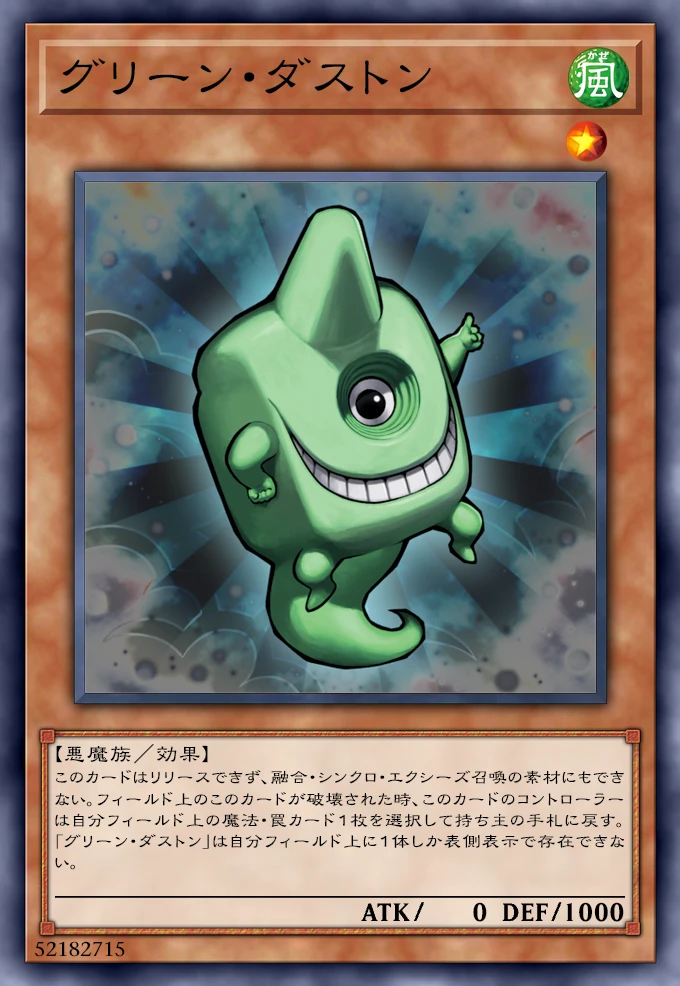 グリーン・ダストン
かぜ
風
【悪魔族／効果】
このカードはリリースできず、融合・シンクロ・エクシーズ召喚の素材にもでき
ない。フィールド上のこのカードが破壊された時、このカードのコントローラー
は自分フィールド上の魔法・罠カード1枚を選択して持ち主の手札に戻す。
「グリーン・ダストン」は自分フィールド上に1体しか表側表示で存在できな
い。
ATK/ 0 DEF/1000
52182715